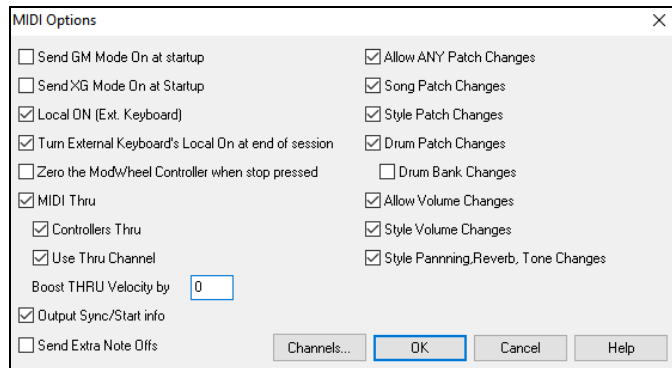 MIDI Options
Send GM Mode On at startup
Send XG Mode On at Startup
Local ON (Ext. Keyboard)
Turn External Keyboard's Local On at end of session
Zero the ModWheel Controller when stop pressed
MIDI Thru
Controllers Thru
Use Thru Channel
Boost THRU Velocity by 0
Output Sync/Start info
Send Extra Note Offs
Allow ANY Patch Changes
Song Patch Changes
Style Patch Changes
Drum Patch Changes
Drum Bank Changes
Allow Volume Changes
Style Volume Changes
Style Pannning,Reverb, Tone Changes
Channels... OK Cancel Help